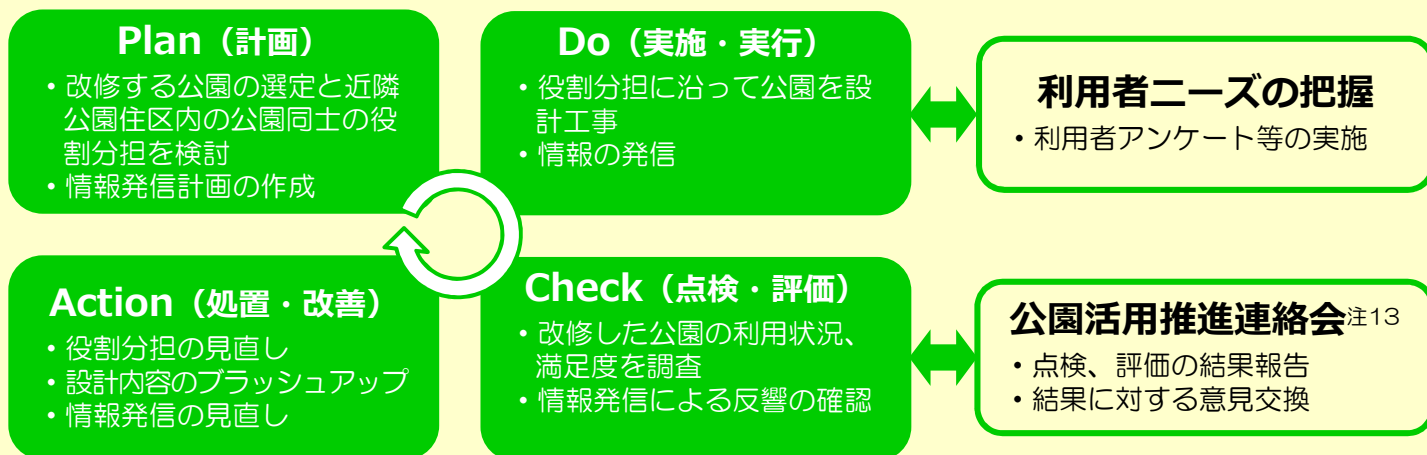 Plan（計画）
・改修する公園の選定と近隣
公園住区内の公園同士の役
割分担を検討
・情報発信計画の作成
Do（実施・実行）
・役割分担に沿って公園を設
計工事
・情報の発信
利用者ニーズの把握
・利用者アンケート等の実施
Action（処置・改善）
・役割分担の見直し
・設計内容のブラッシュアップ
・情報発信の見直し
Check（点検・評価）
・改修した公園の利用状況、
満足度を調査
・情報発信による反響の確認
公園活用推進連絡会注13
・点検、評価の結果報告
・結果に対する意見交換